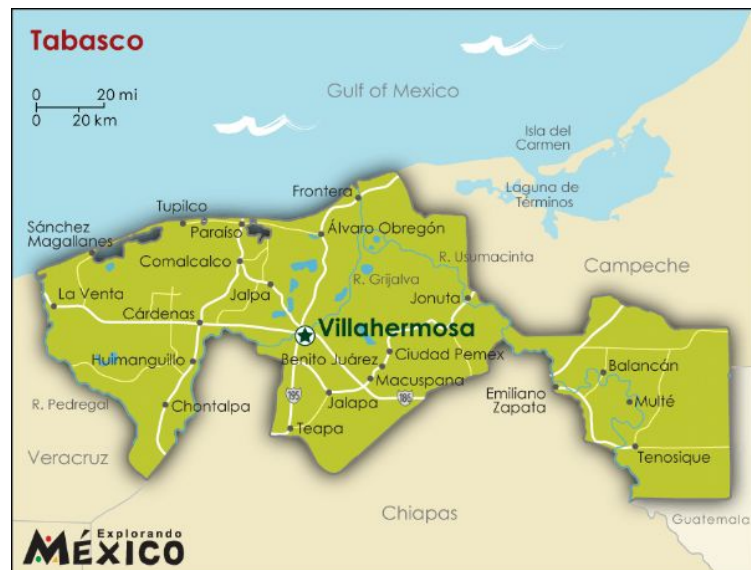 Tabasco
0 20 mi
0 20 km
Gulf of Mexico
Isla del
Carmen
Laguna de
Términos
Frontera
Tupilco
Sánchez
Magallanes
Paraíso
Álvaro Obregón
R. Usumacinta
Comalcalco
Campeche
R. Grijalva
Jalpa
Jonuta
La Venta
Cárdenas
Villahermosa
Benito Juárez
Ciudad Pemex
Huimanguillo
Macuspana
Balancán
Emiliano
Zapata
Multé
R. Pedregal
Chontalpa
195
Jalapa
186
Teapa
Tenosique
Veracruz
Chiapas
Guatemala
Explorando
MÉXICO